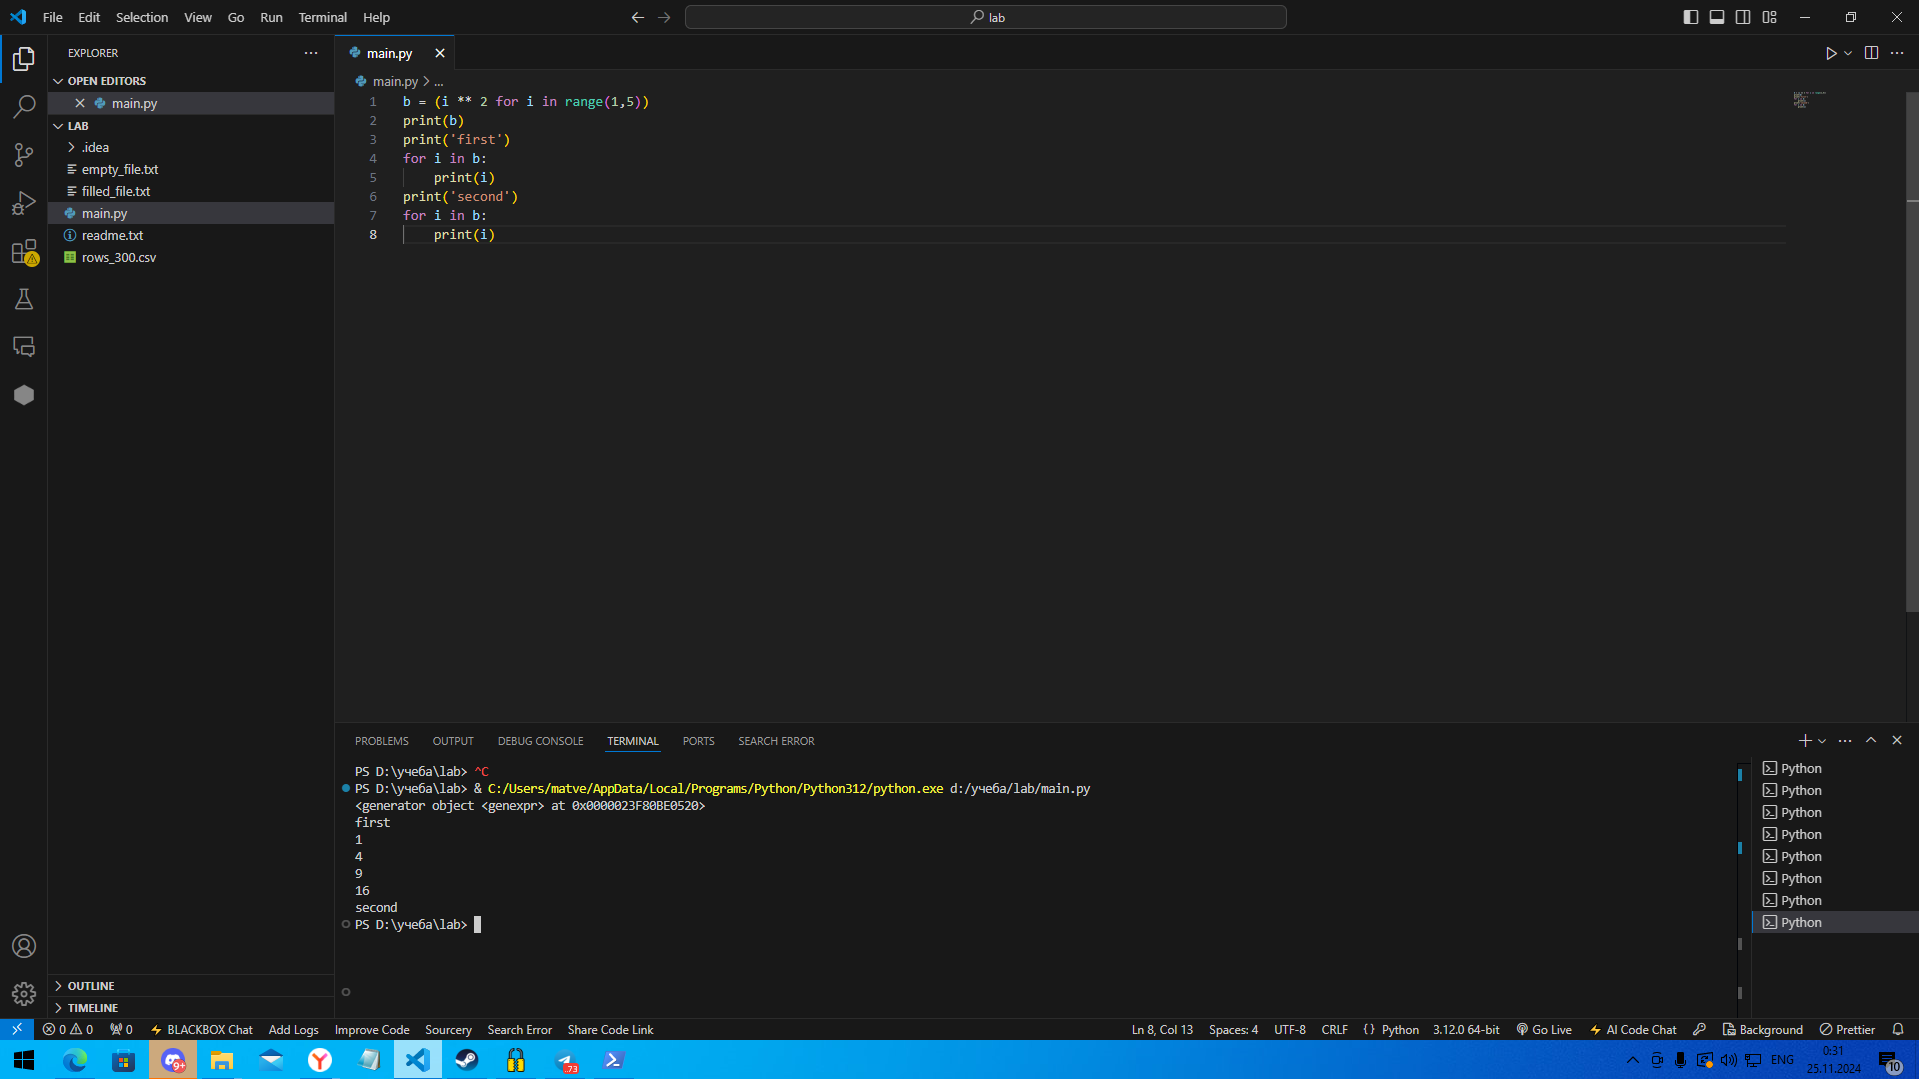 File Edit Selection View Go Run Terminal Help
lab
EXPLORER
OPEN EDITORS
main.py
LAB
.idea
empty_file.txt
filled_file.txt
main.py
readme.txt
rows_300.csv
OUTLINE
TIMELINE
main.py
main.py > ...
1 b = (i ** 2 for i in range(1,5))
2 print(b)
3 print('first')
4 for i in b:
5     print(i)
6 print('second')
7 for i in b:
8     print(i)
PROBLEMS OUTPUT DEBUG CONSOLE TERMINAL PORTS SEARCH ERROR
PS D:\учеба\lab> ^C
PS D:\учеба\lab> & C:/Users/matve/AppData/Local/Programs/Python/Python312/python.exe d:/учеба/lab/main.py
<generator object <genexpr> at 0x0000023F80BE0520>
first
1
4
9
16
second
PS D:\учеба\lab>
Python
Python
Python
Python
Python
Python
Python
Python
0 0 0 BLACKBOX Chat Add Logs Improve Code Sourcery Search Error Share Code Link Ln 8, Col 13 Spaces: 4 UTF-8 CRLF {} Python 3.12.0 64-bit Go Live AI Code Chat Background Prettier
9+ 73 ENG 0:31 10
25.11.2024